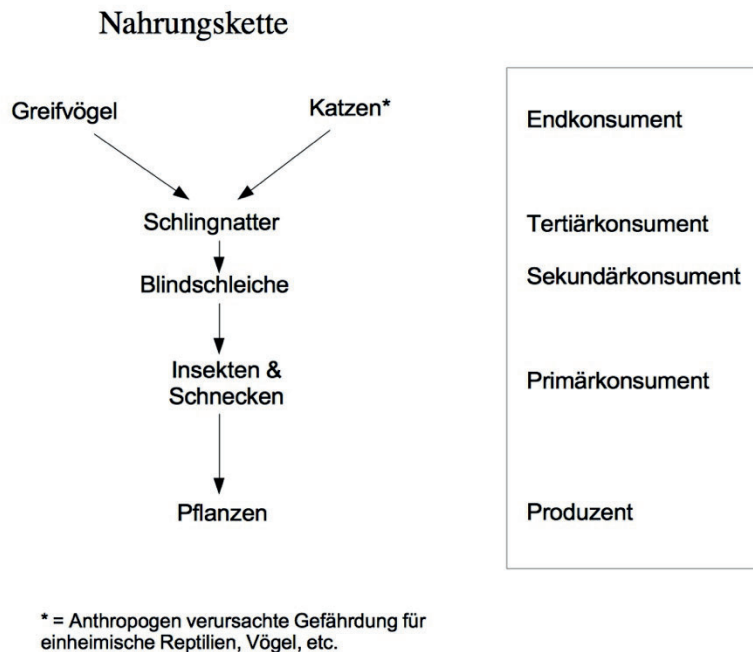 Nahrungskette
Greifvögel
Katzen*
Endkonsument
Schlingnatter
Tertiärkonsument
Blindschleiche
Sekundärkonsument
Insekten &
Schnecken
Primärkonsument
Pflanzen
Produzent
* = Anthropogen verursachte Gefährdung für
einheimische Reptilien, Vögel, etc.